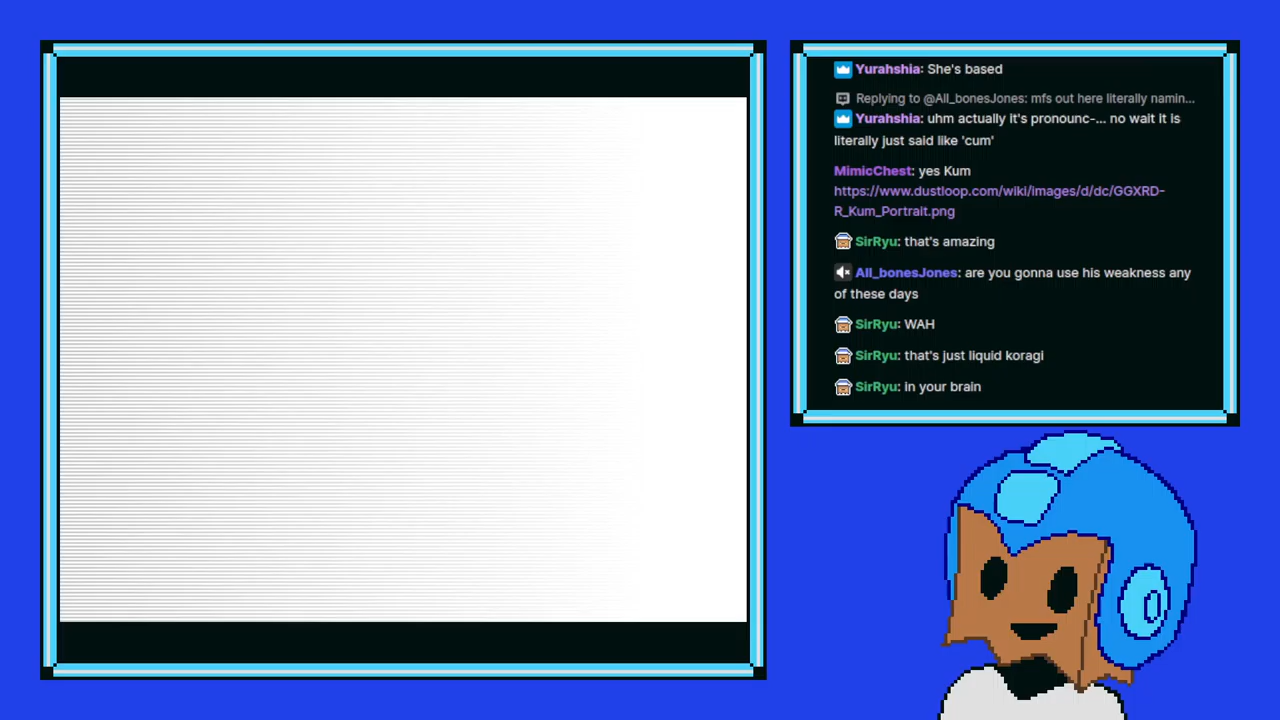 Yurahshia: She's based
Replying to @All_bonesJones: mfs out here literally namin...
Yurahshia: uhm actually it's pronounc-... no wait it is
literally just said like 'cum'
MimicChest: yes Kum
https://www.dustloop.com/wiki/images/d/dc/GGXRD-
R_Kum_Portrait.png
SirRyu: that's amazing
All_bonesJones: are you gonna use his weakness any
of these days
SirRyu: WAH
SirRyu: that's just liquid koragi
SirRyu: in your brain